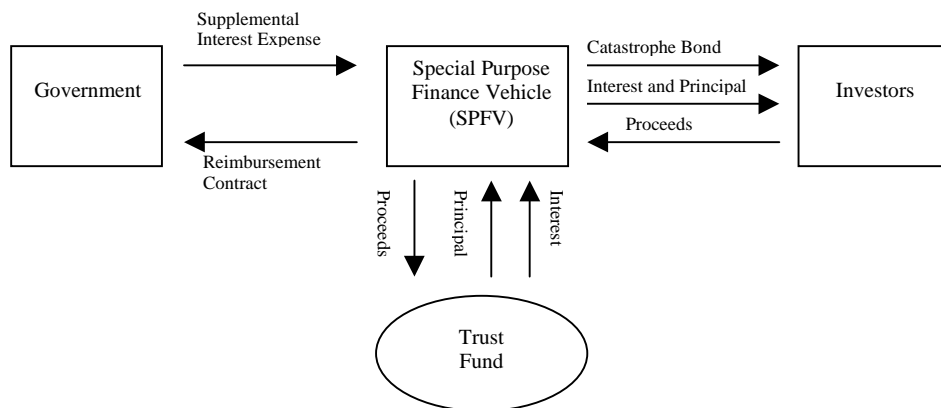 Supplemental
Interest Expense
Government
Special Purpose
Finance Vehicle
(SPFV)
Catastrophe Bond
Interest and Principal
Proceeds
Investors
Reimbursement
Contract
Proceeds
Principal
Interest
Trust
Fund